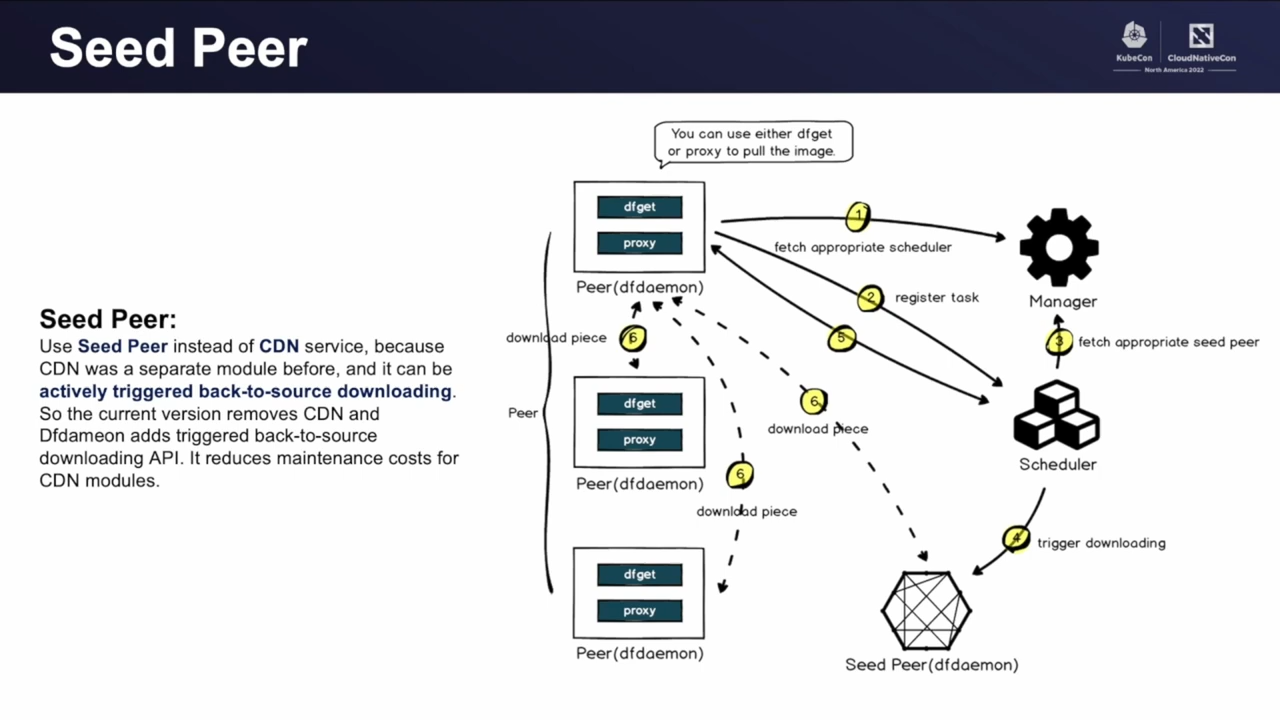 Seed Peer
KubeCon
CloudNativeCon
North America 2022
Seed Peer:
Use Seed Peer instead of CDN service, because
CDN was a separate module before, and it can be
actively triggered back-to-source downloading.
So the current version removes CDN and
Dfdameon adds triggered back-to-source
downloading API. It reduces maintenance costs for
CDN modules.
You can use either dfget
or proxy to pull the image.
dfget
proxy
Peer(dfdaemon)
1
fetch appropriate scheduler
Manager
2
register task
3
fetch appropriate seed peer
5
download piece
6
Peer
dfget
proxy
Peer(dfdaemon)
6
download piece
6
download piece
Scheduler
4
trigger downloading
dfget
proxy
Peer(dfdaemon)
Seed Peer(dfdaemon)